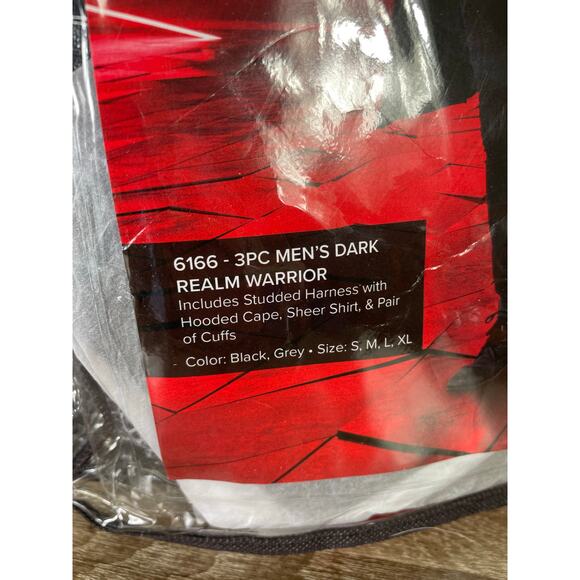 6166 - 3PC MEN'S DARK
REALM WARRIOR
Includes Studded Harness with
Hooded Cape, Sheer Shirt, & Pair
of Cuffs
- Color: Black, Grey • Size: S, M, L, XL